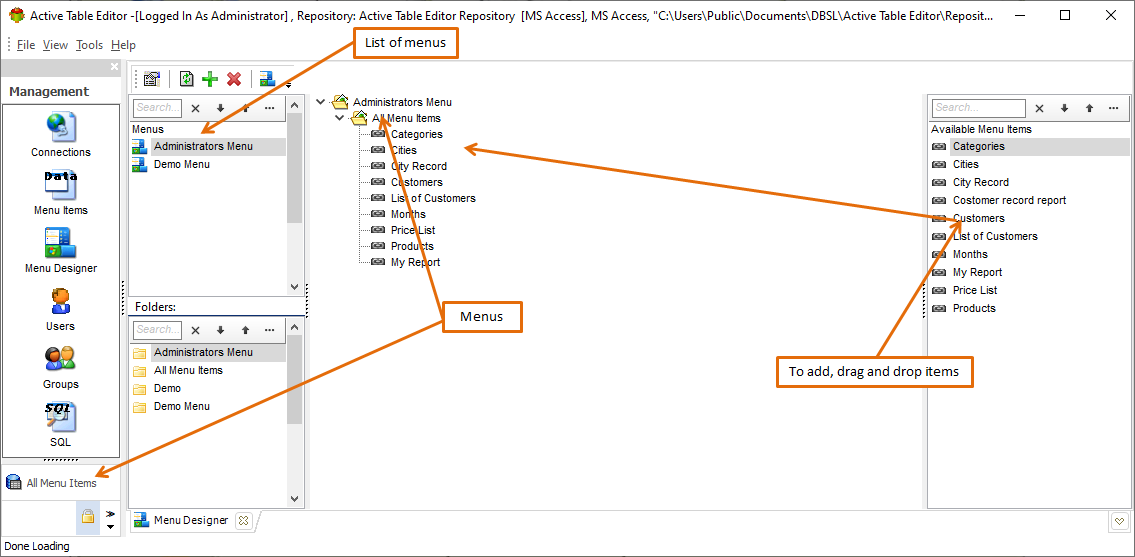 Active Table Editor -[Logged In As Administrator] , Repository: Active Table Editor Repository  [MS Access], MS Access, "C:\Users\Public\Documents\DBSL\Active Table Editor\Reposit...
File View Tools Help
List of menus
Management
Connections
Data
Menu Items
Menu Designer
Users
Groups
SQL
SQL
All Menu Items
Search...
Menus
Administrators Menu
Demo Menu
Folders:
Search...
Administrators Menu
All Menu Items
Demo
Demo Menu
Administrators Menu
All Menu Items
Categories
Cities
City Record
Customers
List of Customers
Months
Price List
Products
My Report
Menus
Search...
Available Menu Items
Categories
Cities
City Record
Costomer record report
Customers
List of Customers
Months
My Report
Price List
Products
To add, drag and drop items
Menu Designer
Done Loading